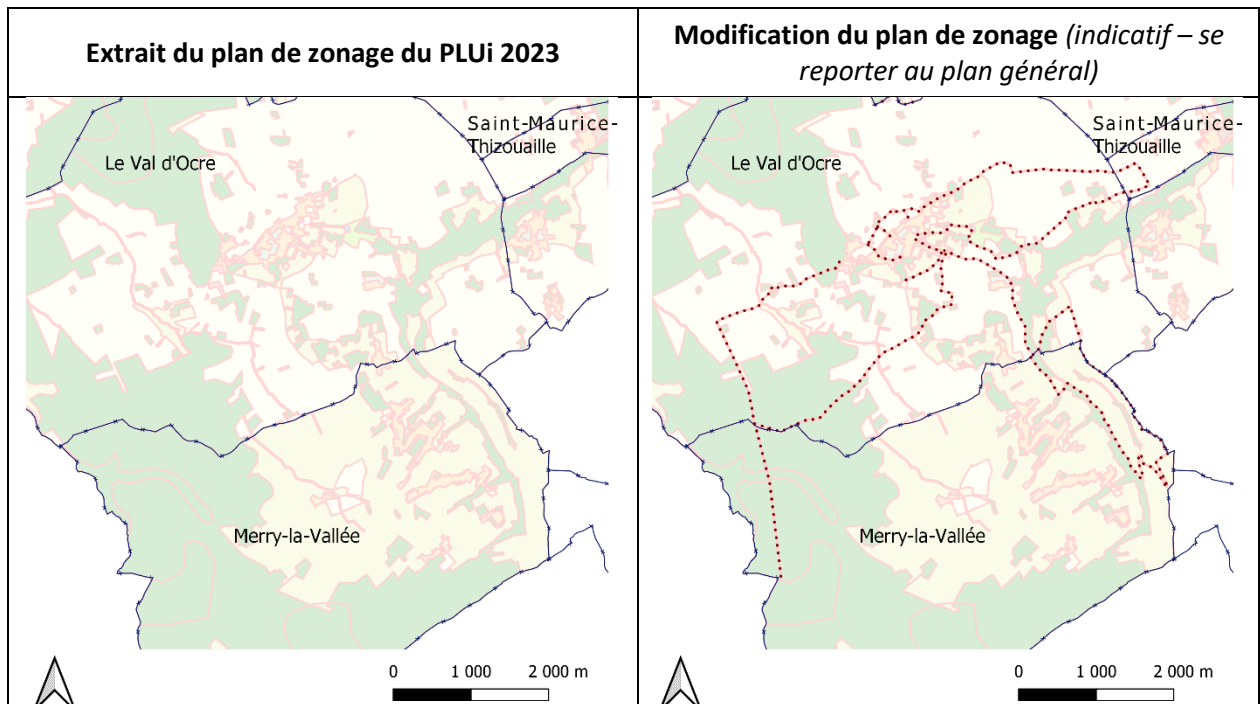 Extrait du plan de zonage du PLUi 2023
Modification du plan de zonage (indicatif – se
reporter au plan général)
Saint-Maurice-
Thizouaille
Le Val d'Ocre
Merry-la-Vallée
0 1 000 2 000 m
Saint-Maurice-
Thizouaille
Le Val d'Ocre
Merry-la-Vallée
0 1 000 2 000 m